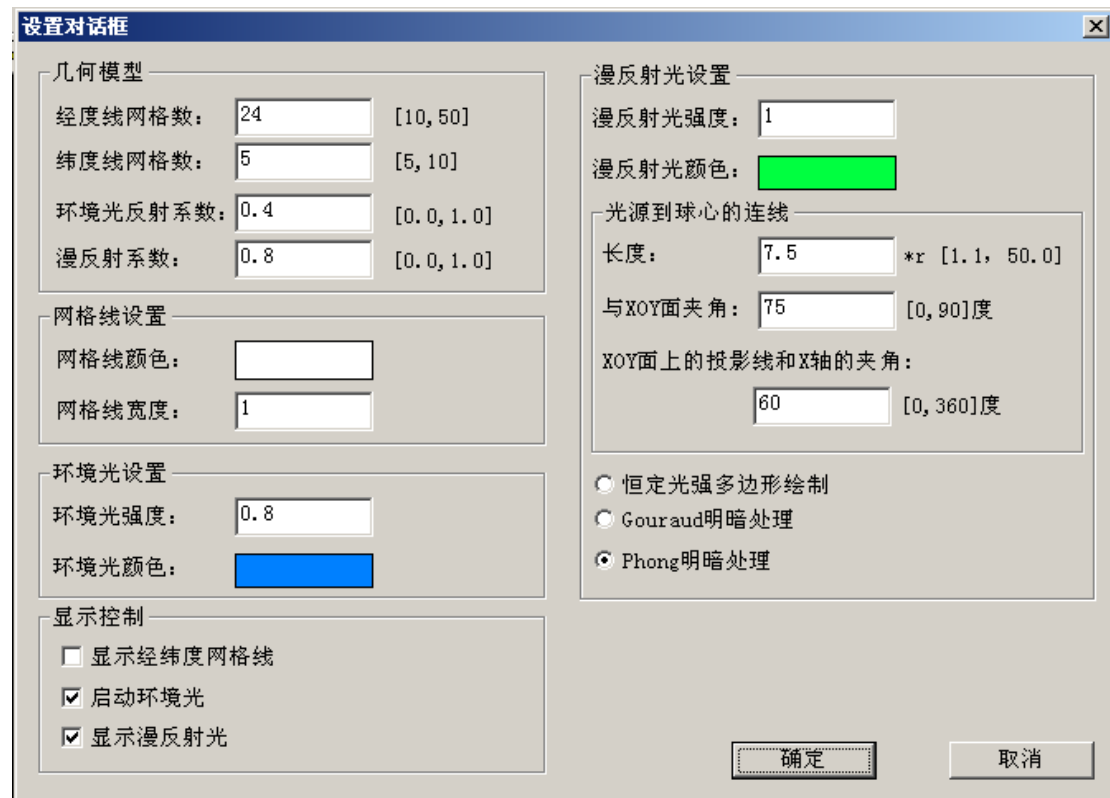 设置对话框
几何模型
经度线网格数： 24 [10,50]
纬度线网格数： 5 [5,10]
环境光反射系数： 0.4 [0.0,1.0]
漫反射系数： 0.8 [0.0,1.0]
网格线设置
网格线颜色：
网格线宽度： 1
环境光设置
环境光强度： 0.8
环境光颜色：
显示控制
显示经纬度网格线
启动环境光
显示漫反射光
漫反射光设置
漫反射光强度： 1
漫反射光颜色：
光源到球心的连线
长度： 7.5 *r [1.1， 50.0]
与XOY面夹角： 75 [0,90]度
XOY面上的投影线和X轴的夹角：
60 [0,360]度
恒定光强多边形绘制
Gouraud明暗处理
Phong明暗处理
确定 取消